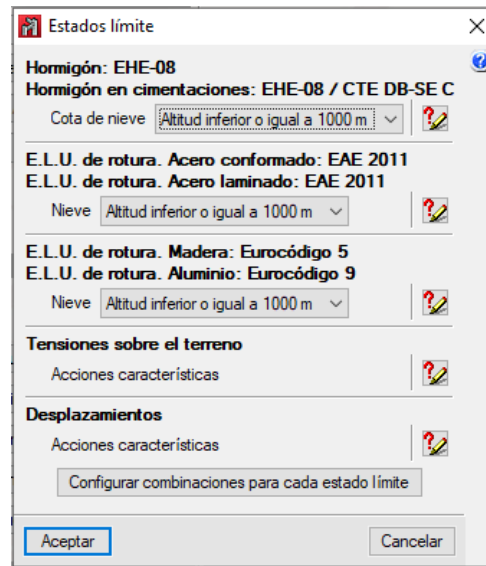 Estados límite
Hormigón: EHE-08
Hormigón en cimentaciones: EHE-08 / CTE DB-SE C
Cota de nieve Altitud inferior o igual a 1000 m
E.L.U. de rotura. Acero conformado: EAE 2011
E.L.U. de rotura. Acero laminado: EAE 2011
Nieve Altitud inferior o igual a 1000 m
E.L.U. de rotura. Madera: Eurocódigo 5
E.L.U. de rotura. Aluminio: Eurocódigo 9
Nieve Altitud inferior o igual a 1000 m
Tensiones sobre el terreno
Acciones características
Desplazamientos
Acciones características
Configurar combinaciones para cada estado límite
Aceptar Cancelar